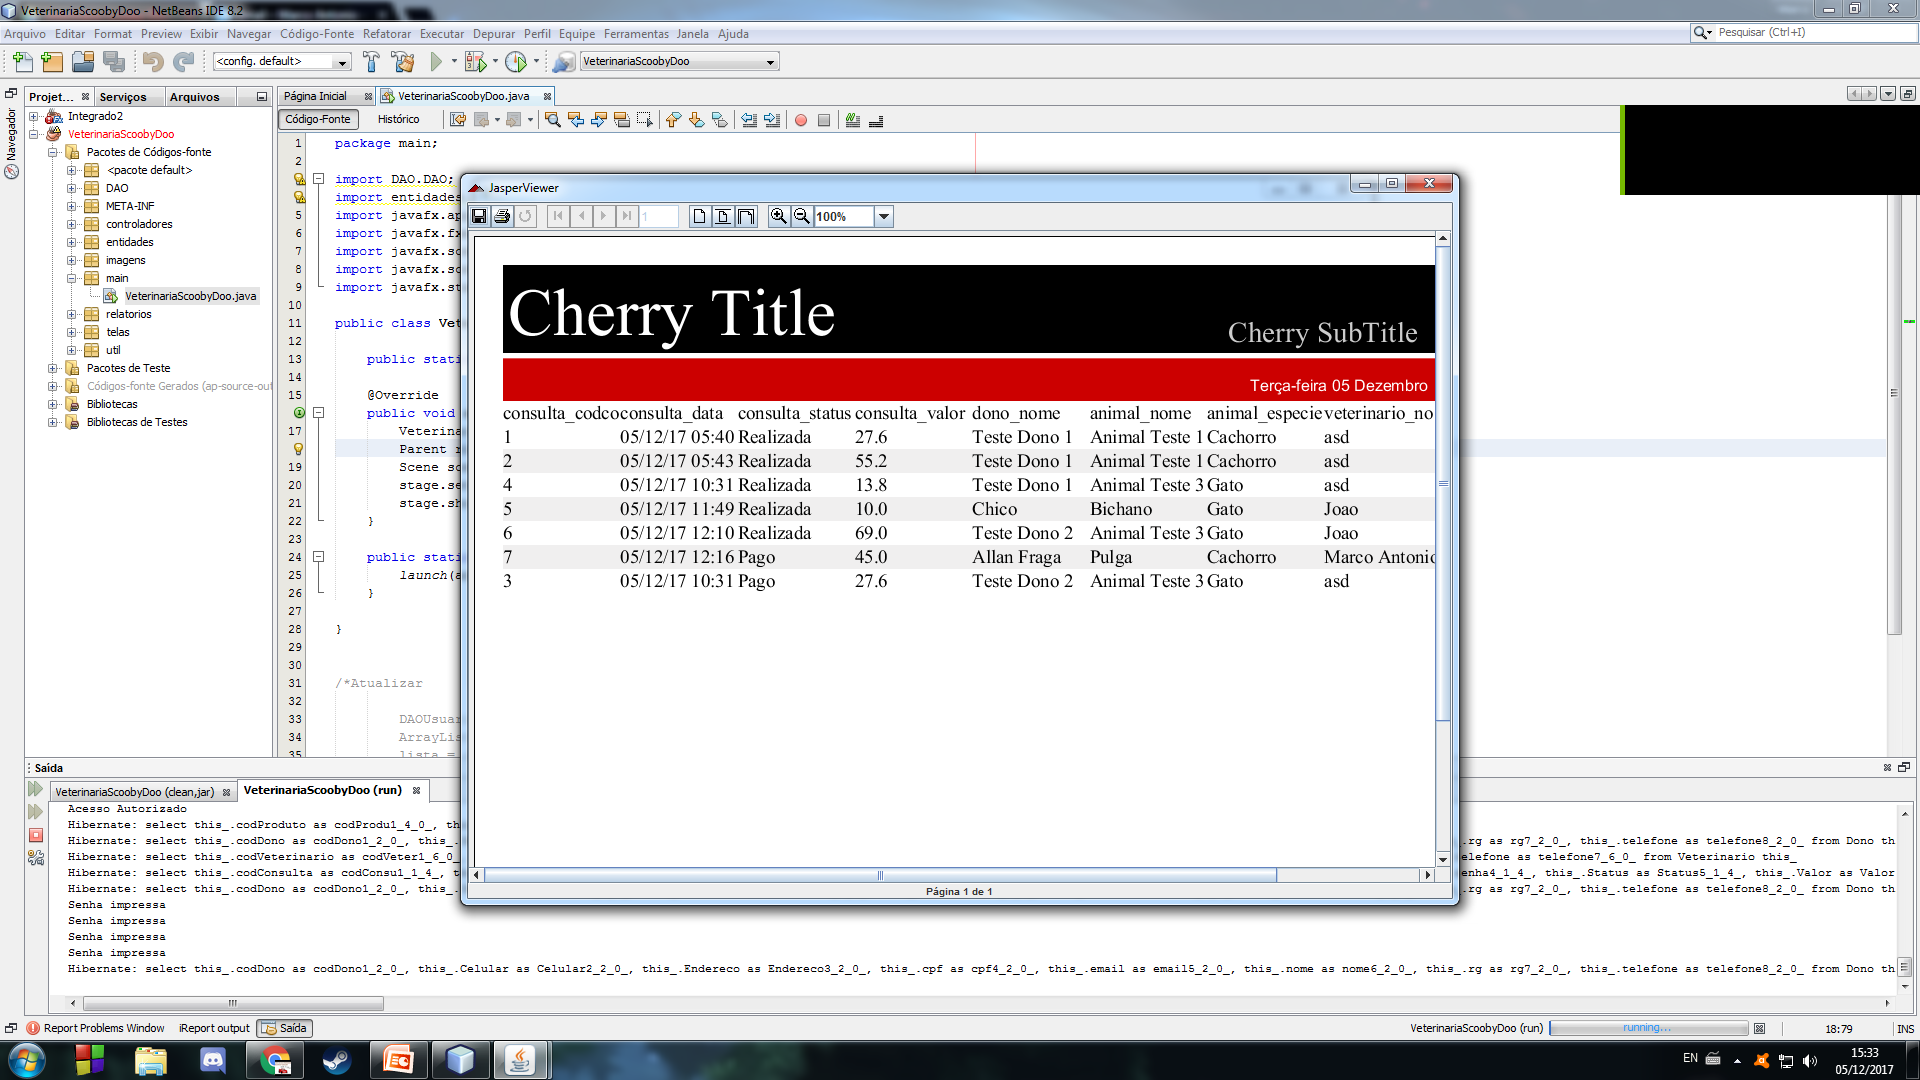 VeterinariaScoobyDoo - NetBeans IDE 8.2
Arquivo Editar Format Preview Exibir Navegar Código-Fonte Refatorar Executar Depurar Perfil Equipe Ferramentas Janela Ajuda
Pesquisar (Ctrl+I)
<config. default>
VeterinariaScoobyDoo
Projet... Serviços Arquivos
Página Inicial VeterinariaScoobyDoo.java
Navegador
Código-Fonte Histórico
Integrado2
VeterinariaScoobyDoo
Pacotes de Códigos-fonte
<pacote default>
DAO
META-INF
controladores
entidades
imagens
main
VeterinariaScoobyDoo.java
relatorios
telas
util
Pacotes de Teste
Códigos-fonte Gerados (ap-source-out
Bibliotecas
Bibliotecas de Testes
1 package main;
2
import DAO.DAO;
import entidades
5 import javafx.ap
6 import javafx.fx
7 import javafx.sc
8 import javafx.sc
9 import javafx.st
10
11 public class Vet
12
13 public stati
14
15 @Override
public void
17 Veterina
Parent r
19 Scene sc
20 stage.se
21 stage.sh
22 }
23
24 public stati
25 launch(a
26 }
27
28 }
29
30
31 /*Atualizar
32
33 DAOUsuar
34 ArrayLis
35 lista =
JasperViewer
1
100%
Cherry Title
Cherry SubTitle
Terça-feira 05 Dezembro
consulta_codco consulta_data consulta_status consulta_valor dono_nome animal_nome animal_especie veterinario_no
1 05/12/17 05:40 Realizada 27.6 Teste Dono 1 Animal Teste 1 Cachorro asd
2 05/12/17 05:43 Realizada 55.2 Teste Dono 1 Animal Teste 1 Cachorro asd
4 05/12/17 10:31 Realizada 13.8 Teste Dono 1 Animal Teste 3 Gato asd
5 05/12/17 11:49 Realizada 10.0 Chico Bichano Gato Joao
6 05/12/17 12:10 Realizada 69.0 Teste Dono 2 Animal Teste 3 Gato Joao
7 05/12/17 12:16 Pago 45.0 Allan Fraga Pulga Cachorro Marco Antonio
3 05/12/17 10:31 Pago 27.6 Teste Dono 2 Animal Teste 3 Gato asd
Página 1 de 1
Saída
VeterinariaScoobyDoo (clean,jar) VeterinariaScoobyDoo (run)
Acesso Autorizado
Hibernate: select this_.codProduto as codProdu1_4_0_, th
Hibernate: select this_.codDono as codDono1_2_0_, this_. .rg as rg7_2_0_, this_.telefone as telefone8_2_0_ from Dono th
Hibernate: select this_.codVeterinario as codVeter1_6_0_ elefone as telefone7_6_0_ from Veterinario this_
Hibernate: select this_.codConsulta as codConsu1_1_4_, t enha4_1_4_, this_.Status as Status5_1_4_, this_.Valor as Valor
Hibernate: select this_.codDono as codDono1_2_0_, this_. .rg as rg7_2_0_, this_.telefone as telefone8_2_0_ from Dono th
Senha impressa
Senha impressa
Senha impressa
Senha impressa
Hibernate: select this_.codDono as codDono1_2_0_, this_.Celular as Celular2_2_0_, this_.Endereco as Endereco3_2_0_, this_.cpf as cpf4_2_0_, this_.email as email5_2_0_, this_.nome as nome6_2_0_, this_.rg as rg7_2_0_, this_.telefone as telefone8_2_0_ from Dono th
Report Problems Window iReport output Saída
VeterinariaScoobyDoo (run) running... 18:79 INS
EN 15:33
05/12/2017